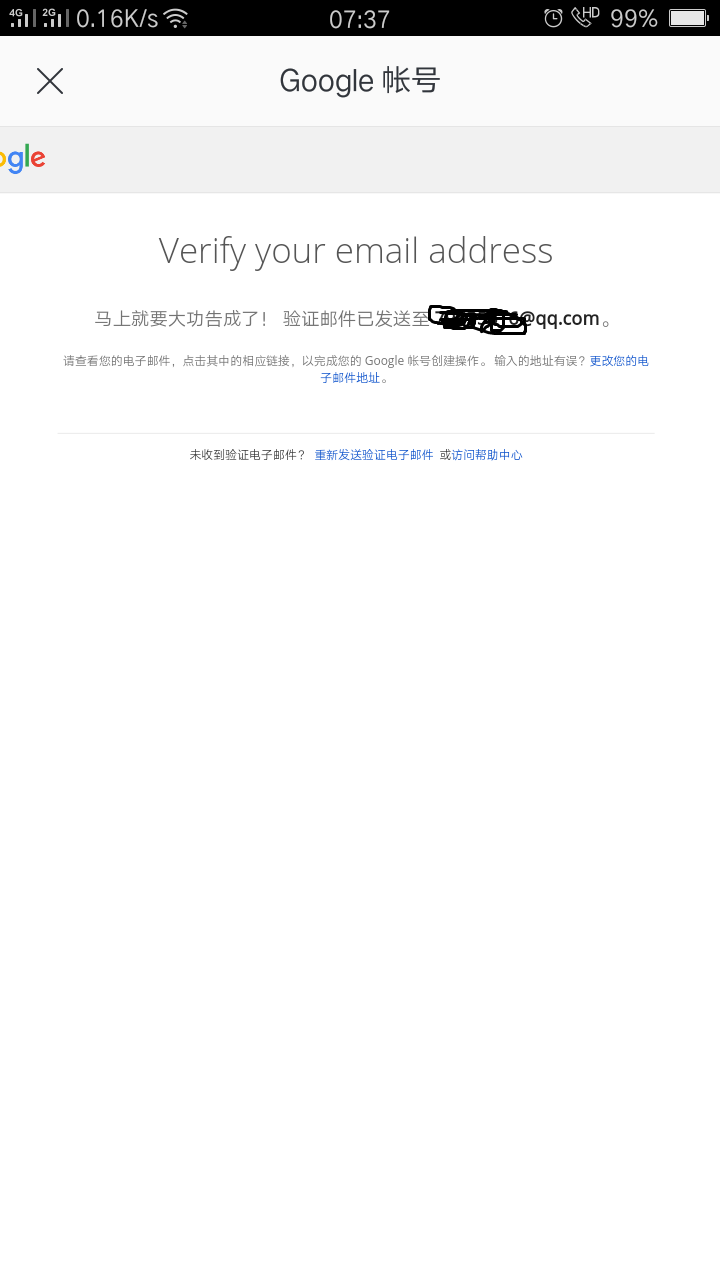 4G 2G 0.16K/s 07:37 HD 99%
Google 帐号
ogle
Verify your email address
马上就要大功告成了！ 验证邮件已发送至 @qq.com 。
请查看您的电子邮件，点击其中的相应链接，以完成您的 Google 帐号创建操作。 输入的地址有误？更改您的电
子邮件地址。
未收到验证电子邮件？ 重新发送验证电子邮件 或访问帮助中心